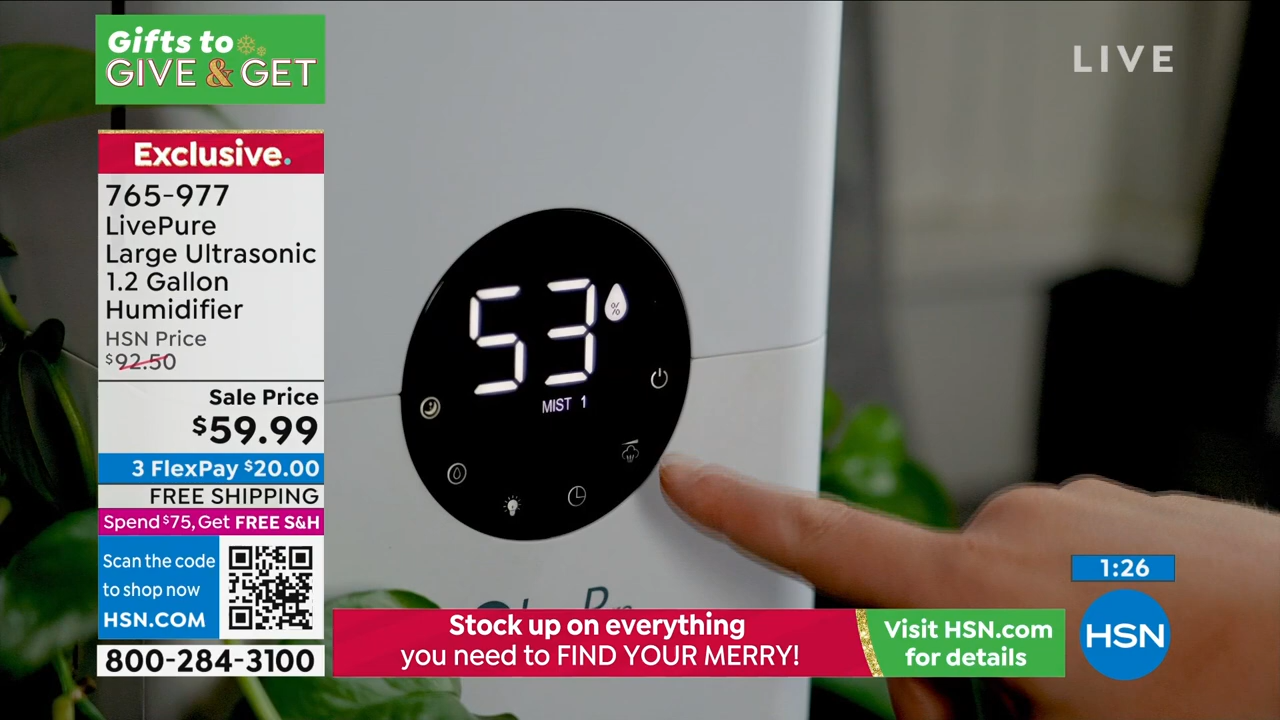 Gifts to
GIVE & GET
LIVE
Exclusive.
765-977
LivePure
Large Ultrasonic
1.2 Gallon
Humidifier
HSN Price
$92.50
Sale Price
$59.99
3 FlexPay $20.00
FREE SHIPPING
Spend $75, Get FREE S&H
Scan the code
to shop now
HSN.COM
800-284-3100
53
%
MIST 1
Stock up on everything
you need to FIND YOUR MERRY!
Visit HSN.com
for details
1:26
HSN